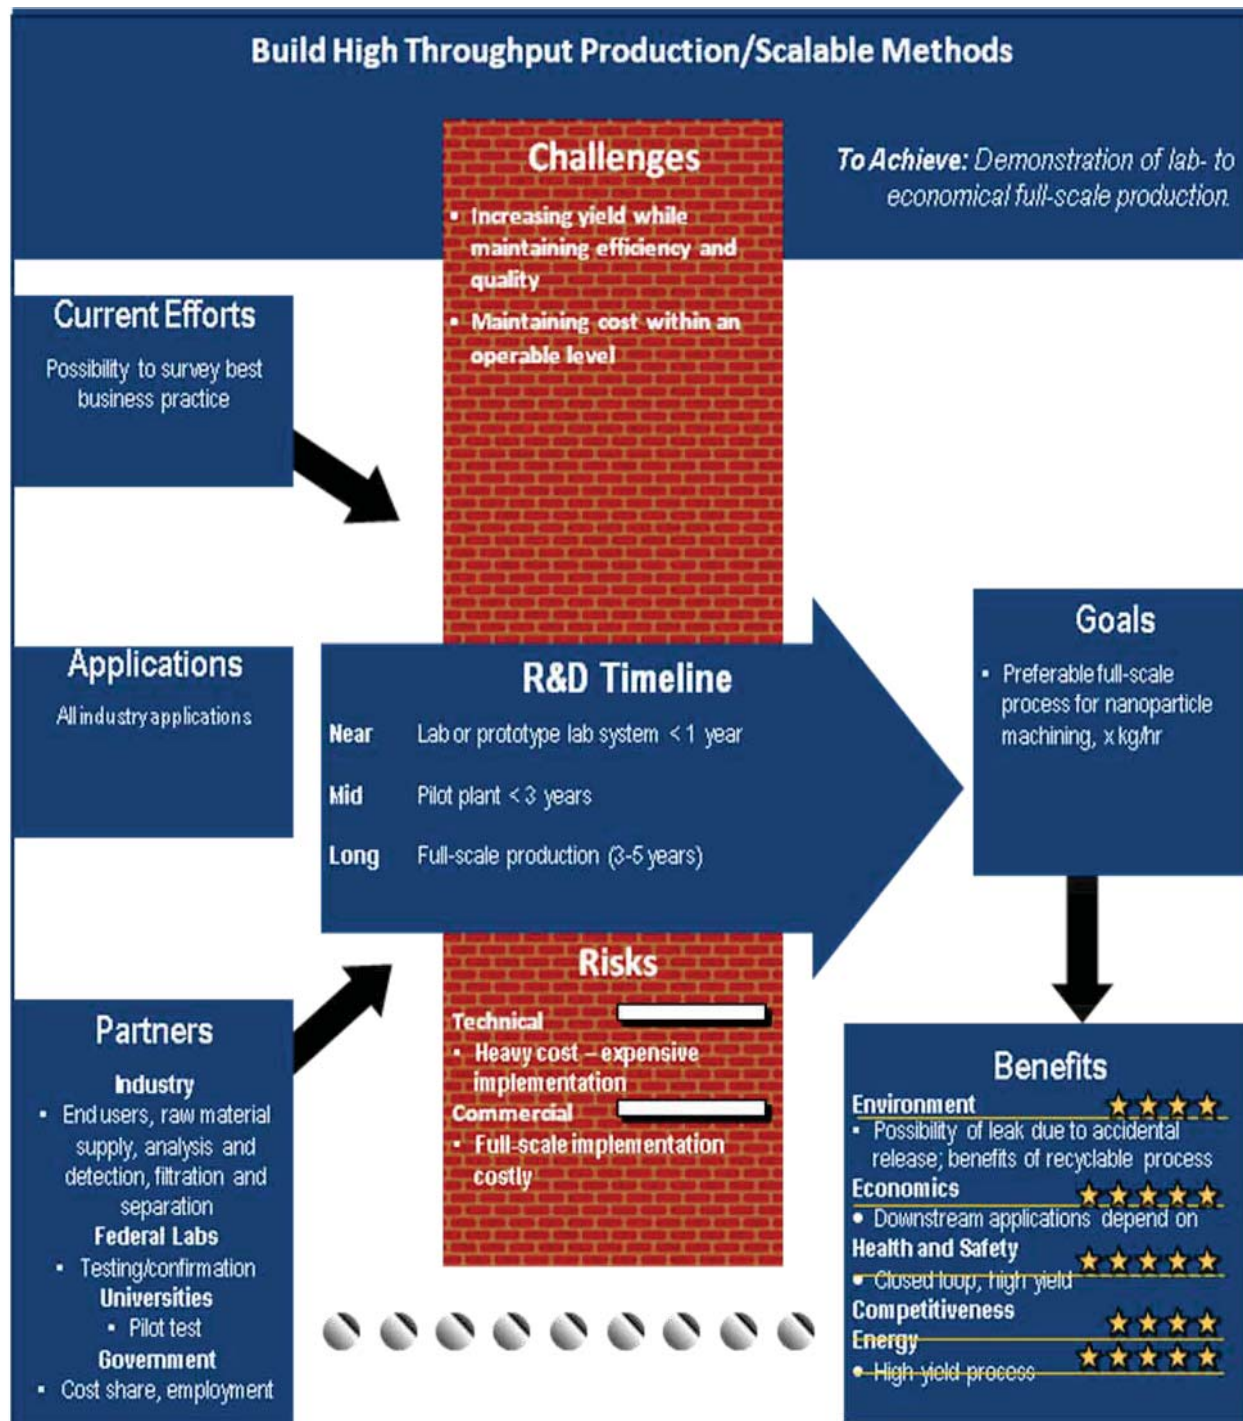 Build High Throughput Production/Scalable Methods
To Achieve: Demonstration of lab- to
economical full-scale production.
Challenges
▪ Increasing yield while
maintaining efficiency and
quality
▪ Maintaining cost within an
operable level
Current Efforts
Possibility to survey best
business practice
Applications
All industry applications
R&D Timeline
Near Lab or prototype lab system < 1 year
Mid Pilot plant < 3 years
Long Full-scale production (3-5 years)
Goals
▪ Preferable full-scale
process for nanoparticle
machining, x kg/hr
Partners
Industry
▪ End users, raw material
supply, analysis and
detection, filtration and
separation
Federal Labs
▪ Testing/confirmation
Universities
▪ Pilot test
Government
▪ Cost share, employment
Risks
Technical
▪ Heavy cost – expensive
implementation
Commercial
▪ Full-scale implementation
costly
Benefits
Environment
▪ Possibility of leak due to accidental
release; benefits of recyclable process
Economics
• Downstream applications depend on
Health and Safety
• Closed loop, high yield
Competitiveness
Energy
• High yield process